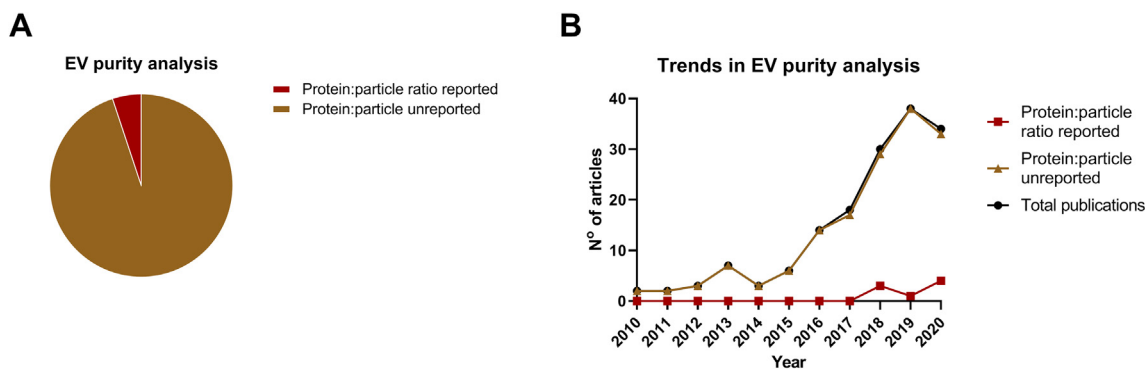 A
EV purity analysis
Protein:particle ratio reported
Protein:particle unreported
B
Trends in EV purity analysis
40
30
20
10
0
N° of articles
2010
2011
2012
2013
2014
2015
2016
2017
2018
2019
2020
Year
Protein:particle
ratio reported
Protein:particle
unreported
Total publications